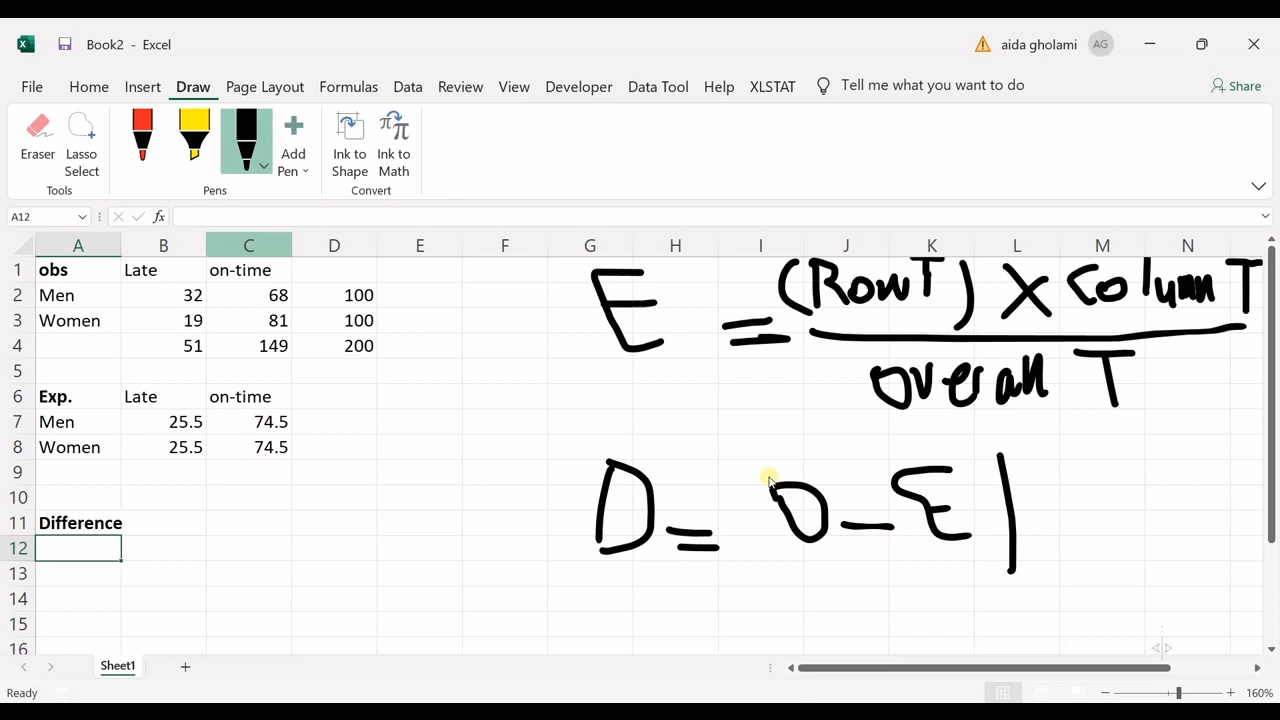 Book2 - Excel
aida gholami AG
File Home Insert Draw Page Layout Formulas Data Review View Developer Data Tool Help XLSTAT Tell me what you want to do Share
Eraser Lasso Select Add Pen Ink to Shape Ink to Math
Tools Pens Convert
A12 fx
A B C D E F G H I J K L M N
1 obs Late on-time
2 Men 32 68 100
3 Women 19 81 100
4 51 149 200
5
6 Exp. Late on-time
7 Men 25.5 74.5
8 Women 25.5 74.5
9
10
11 Difference
12
13
14
15
16
E = (Row T) X Column T
overall T
D = O - E |
Sheet1
Ready 160%